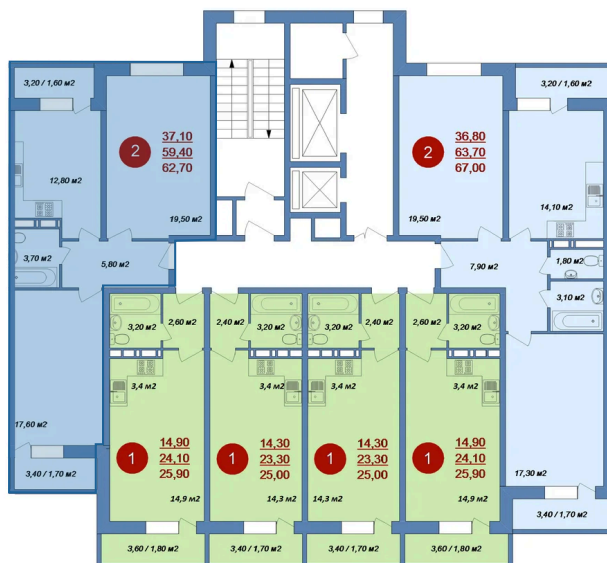 3,20 / 1,60 м2
12,80 м2
2
37,10
59,40
62,70
19,50 м2
3,70 м2
5,80 м2
17,60 м2
3,40 / 1,70 м2
2
36,80
63,70
67,00
19,50 м2
3,20 / 1,60 м2
14,10 м2
7,90 м2
1,80 м2
3,10 м2
17,30 м2
3,40 / 1,70 м2
3,20 м2
2,60 м2
3,4 м2
1
14,90
24,10
25,90
14,9 м2
3,60 / 1,80 м2
2,40 м2
3,20 м2
3,4 м2
1
14,30
23,30
25,00
14,3 м2
3,40 / 1,70 м2
3,20 м2
2,40 м2
3,4 м2
1
14,30
23,30
25,00
14,3 м2
3,40 / 1,70 м2
2,60 м2
3,20 м2
3,4 м2
1
14,90
24,10
25,90
14,9 м2
3,60 / 1,80 м2